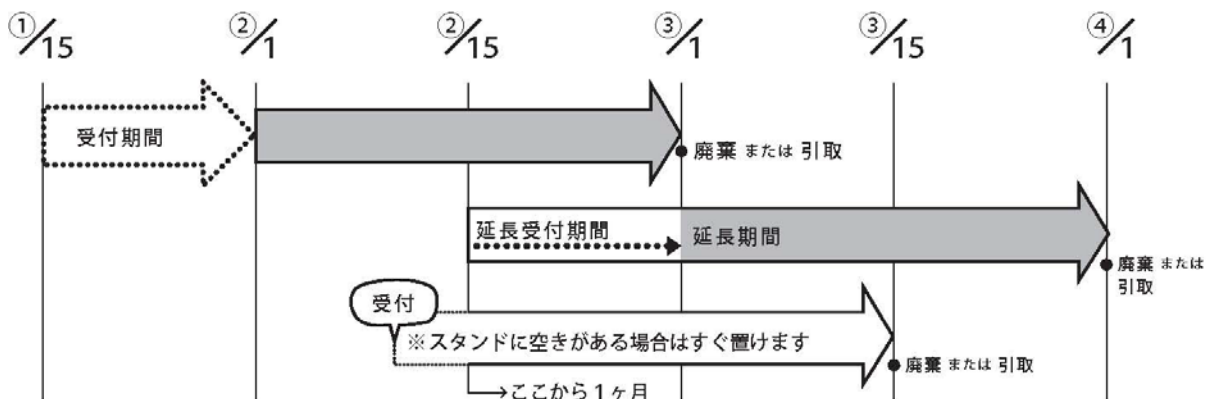 ①/15
②/1
②/15
③/1
③/15
④/1
受付期間
廃棄 または 引取
延長受付期間
延長期間
廃棄 または
引取
受付
※スタンドに空きがある場合はすぐ置けます
廃棄 または 引取
→ここから1ヶ月